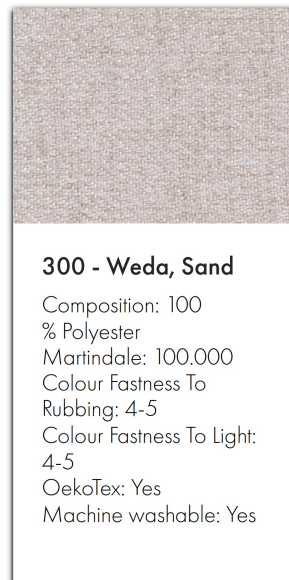 300 - Weda, Sand
Composition: 100
% Polyester
Martindale: 100.000
Colour Fastness To
Rubbing: 4-5
Colour Fastness To Light:
4-5
OekoTex: Yes
Machine washable: Yes